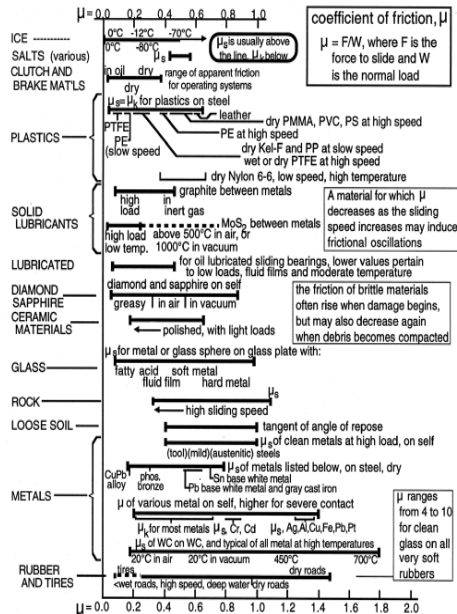 μ= 0.0 0.2 0.4 0.6 0.8 1.0
coefficient of friction, μ
μ = F/W, where F is the
force to slide and W
is the normal load
ICE
0°C -12°C -70°C
0°C -80°C
μs is usually above
the line, μk below
SALTS (various)
μs
CLUTCH AND
BRAKE MAT'LS
in oil dry
dry
range of apparent friction
for operating systems
PLASTICS
μs=μk for plastics on steel
leather
PTFE
PE
(slow speed)
dry PMMA, PVC, PS at high speed
PE at high speed
dry Kel-F and PP at slow speed
wet or dry PTFE at high speed
dry Nylon 6-6, low speed, high temperature
SOLID
LUBRICANTS
graphite between metals
high in
load inert gas
MoS2 between metals
high load above 500°C in air, or
low temp. 1000°C in vacuum
A material for which μ
decreases as the sliding
speed increases may induce
frictional oscillations
LUBRICATED
for oil lubricated sliding bearings, lower values pertain
to low loads, fluid films and moderate temperature
DIAMOND
SAPPHIRE
diamond and sapphire on self
greasy in air in vacuum
CERAMIC
MATERIALS
polished, with light loads
the friction of brittle materials
often rise when damage begins,
but may also decrease again
when debris becomes compacted
GLASS
μs for metal or glass sphere on glass plate with:
fatty acid soft metal
fluid film hard metal
ROCK
μs
high sliding speed
LOOSE SOIL
tangent of angle of repose
METALS
μs of clean metals at high load, on self
(tool)(mild)(austenitic) steels
μs of metals listed below, on steel, dry
CuPb
alloy
phos.
bronze
Sn base white metal
Pb base white metal and gray cast iron
μ of various metal on self, higher for severe contact
μk for most metals μs, Cr, Cd μs, Ag,Al,Cu,Fe,Pb,Pt
μs of WC on WC, and typical of all metal at high temperatures
20°C in air 20°C in vacuum 450°C 700°C
μ ranges
from 4 to 10
for clean
glass on all
very soft
rubbers
RUBBER
AND TIRES
tires dry roads
<wet roads, high speed, deep water dry roads
μ= 0.0 0.2 0.4 0.6 0.8 1.0 1.2 1.4 1.6 1.8 2.0